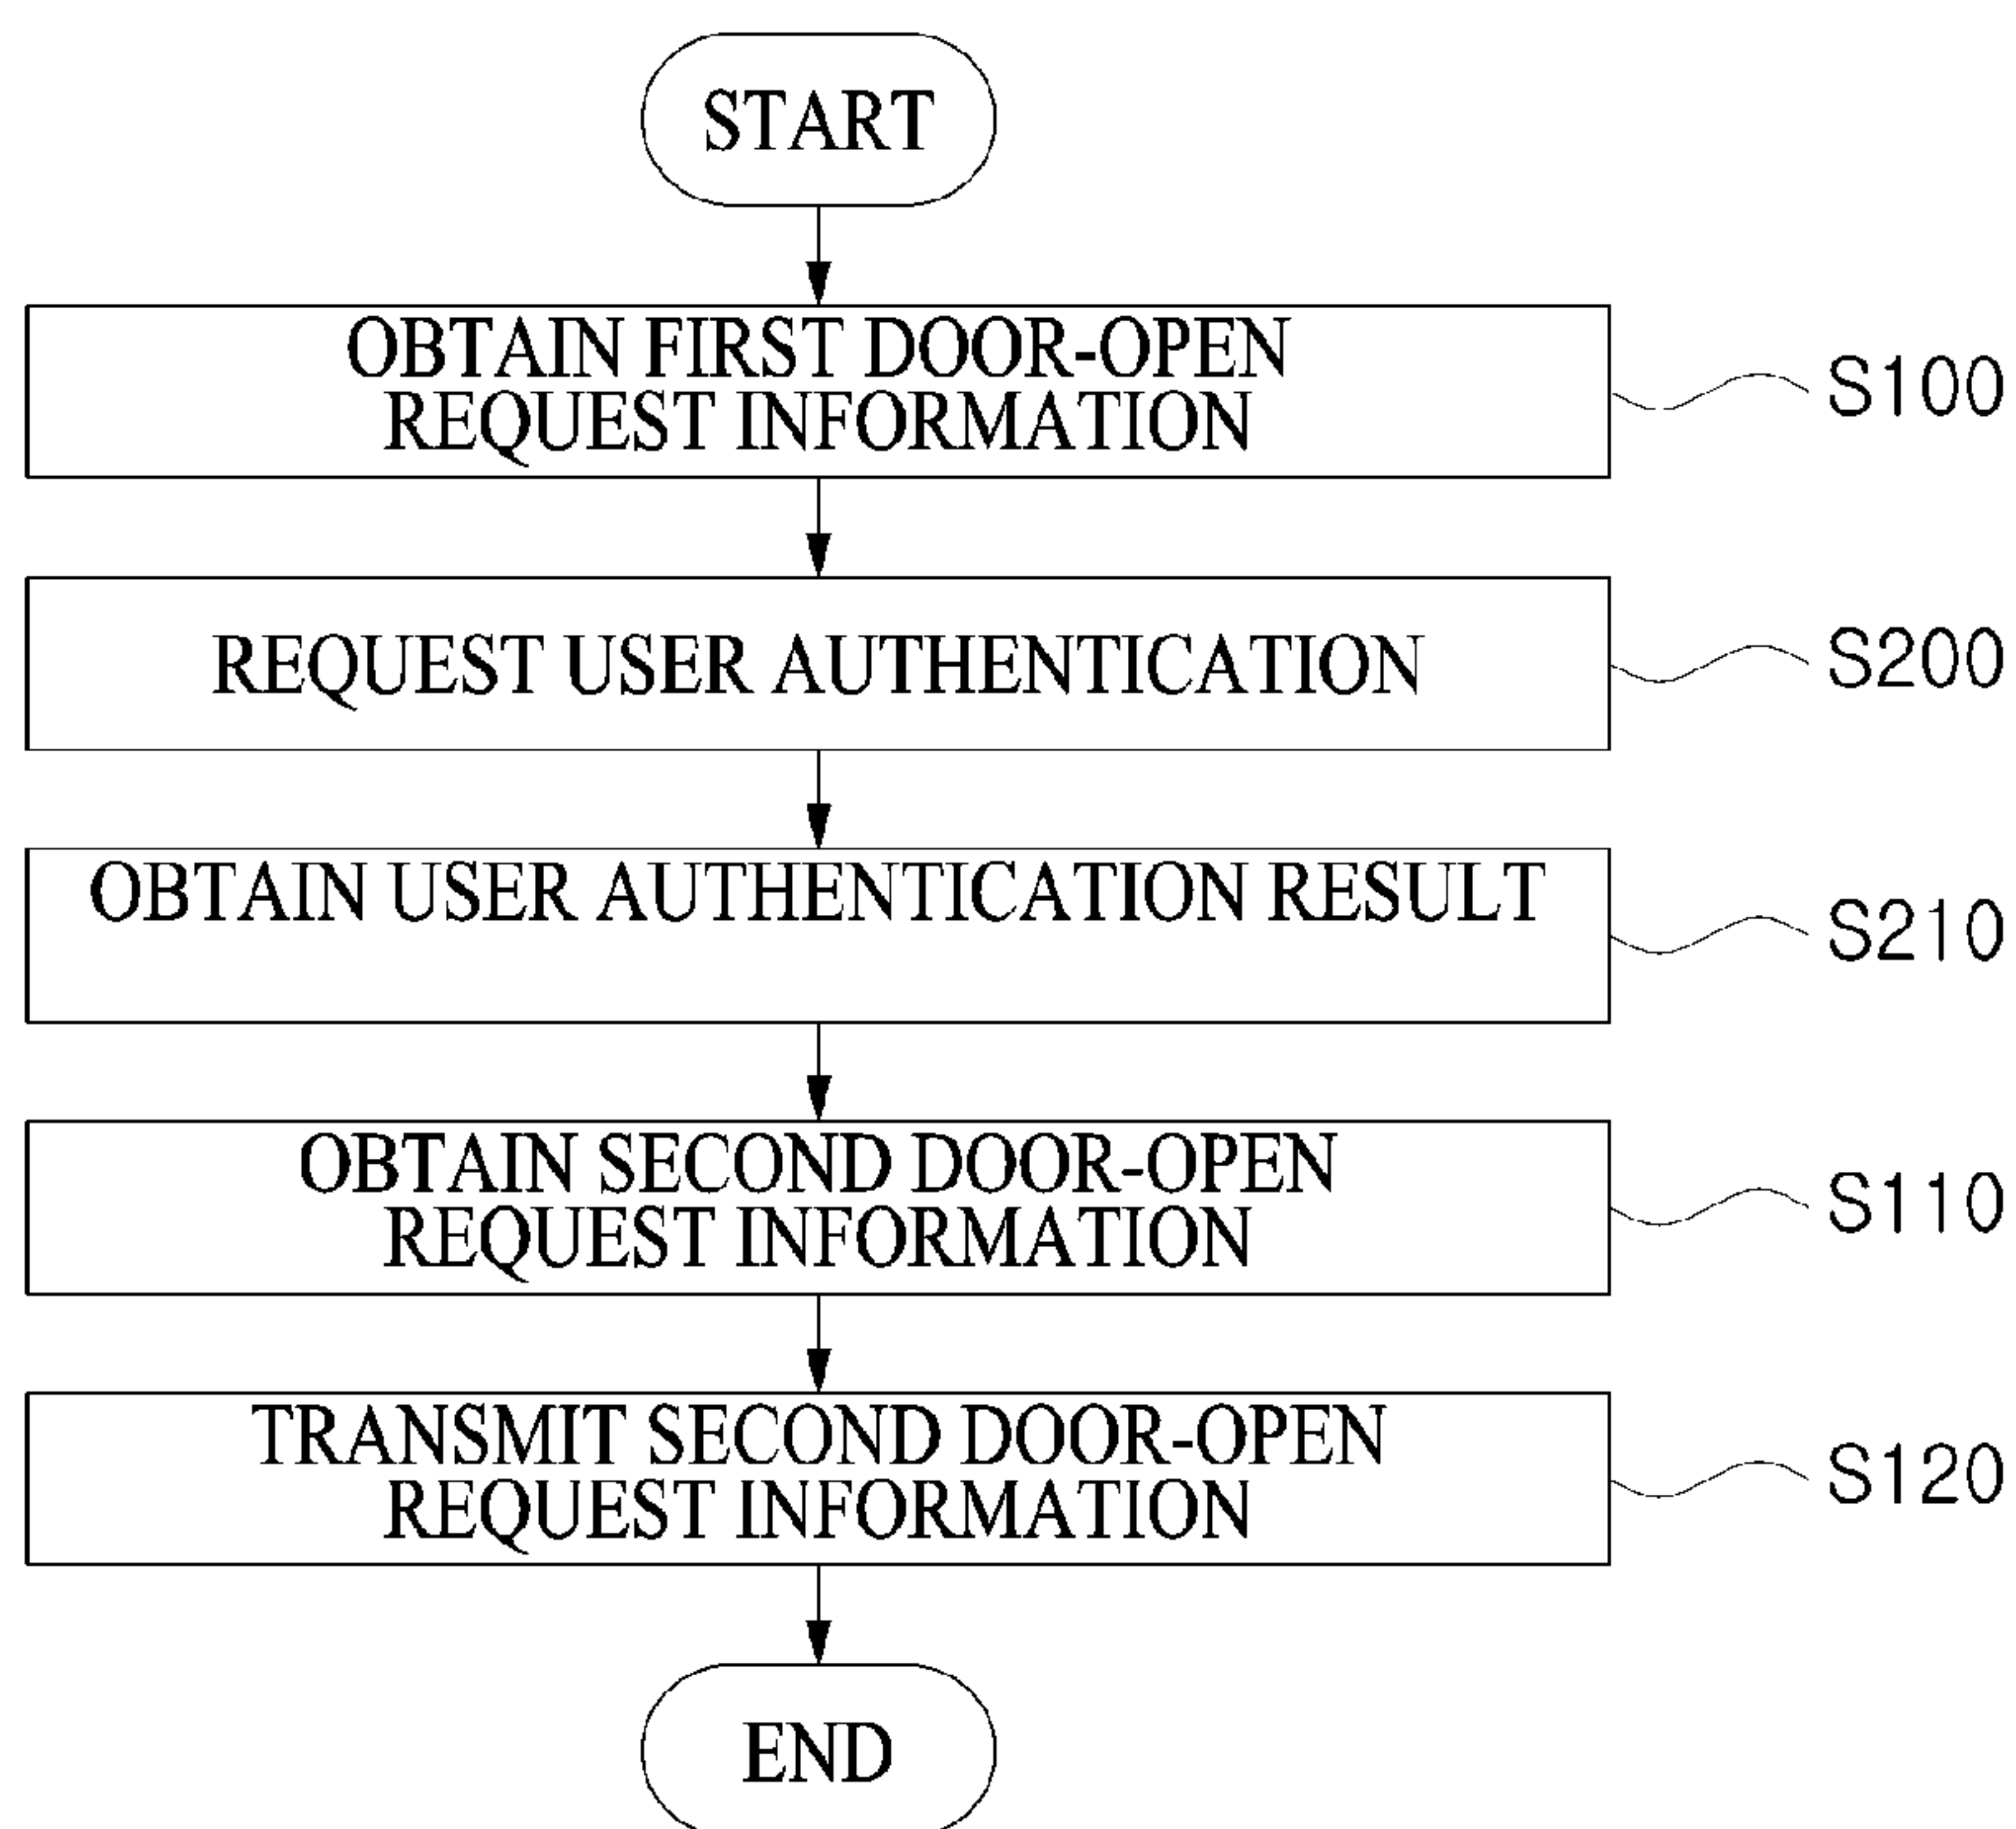 START
OBTAIN FIRST DOOR-OPEN
REQUEST INFORMATION
S100
REQUEST USER AUTHENTICATION
S200
OBTAIN USER AUTHENTICATION RESULT
S210
OBTAIN SECOND DOOR-OPEN
REQUEST INFORMATION
S110
TRANSMIT SECOND DOOR-OPEN
REQUEST INFORMATION
S120
END